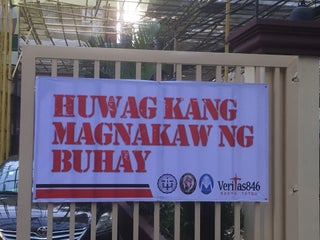 HUWAG KANG
MAGNAKAW NG
BUHAY
Veritas846